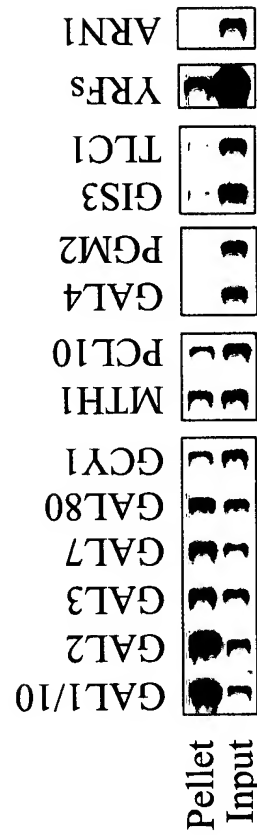 GAL1/10
GAL2
GAL3
GAL7
GAL80
GCY1
MTH1
PCL10
GAL4
PGM2
GIS3
TLC1
YRFs
ARN1
Pellet
Input